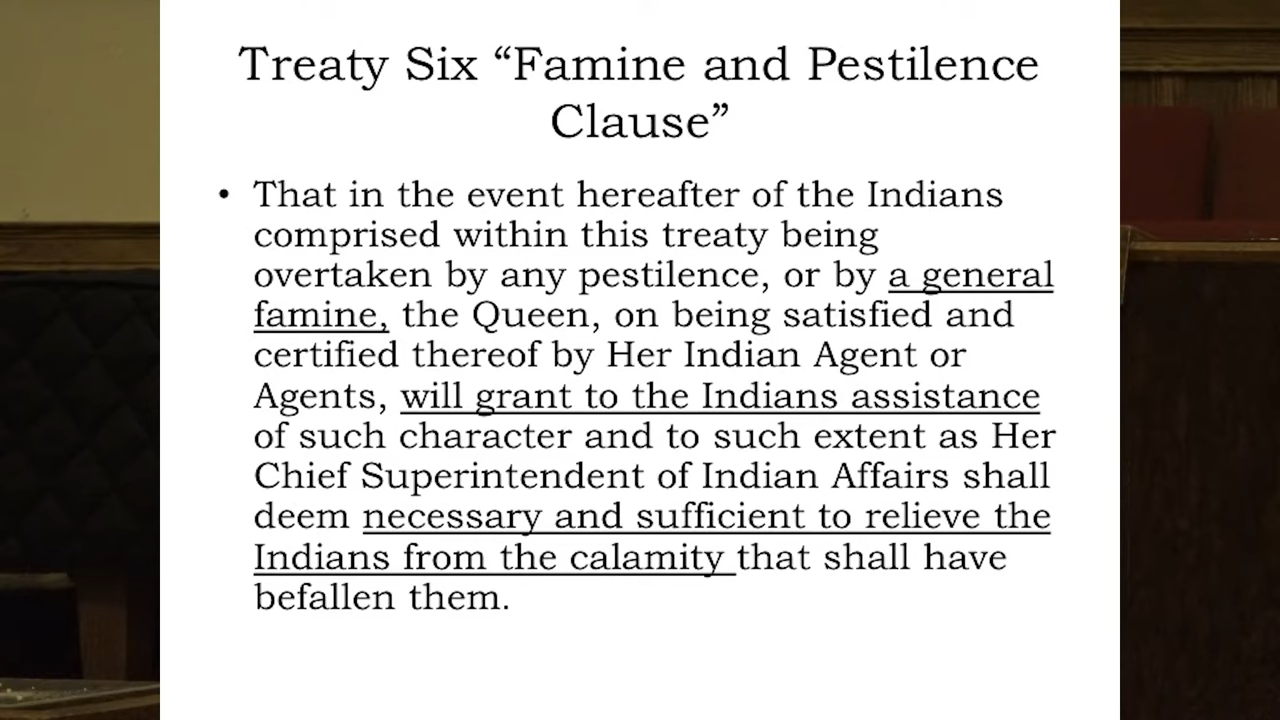 Treaty Six “Famine and Pestilence
Clause”
• That in the event hereafter of the Indians
comprised within this treaty being
overtaken by any pestilence, or by a general
famine, the Queen, on being satisfied and
certified thereof by Her Indian Agent or
Agents, will grant to the Indians assistance
of such character and to such extent as Her
Chief Superintendent of Indian Affairs shall
deem necessary and sufficient to relieve the
Indians from the calamity that shall have
befallen them.